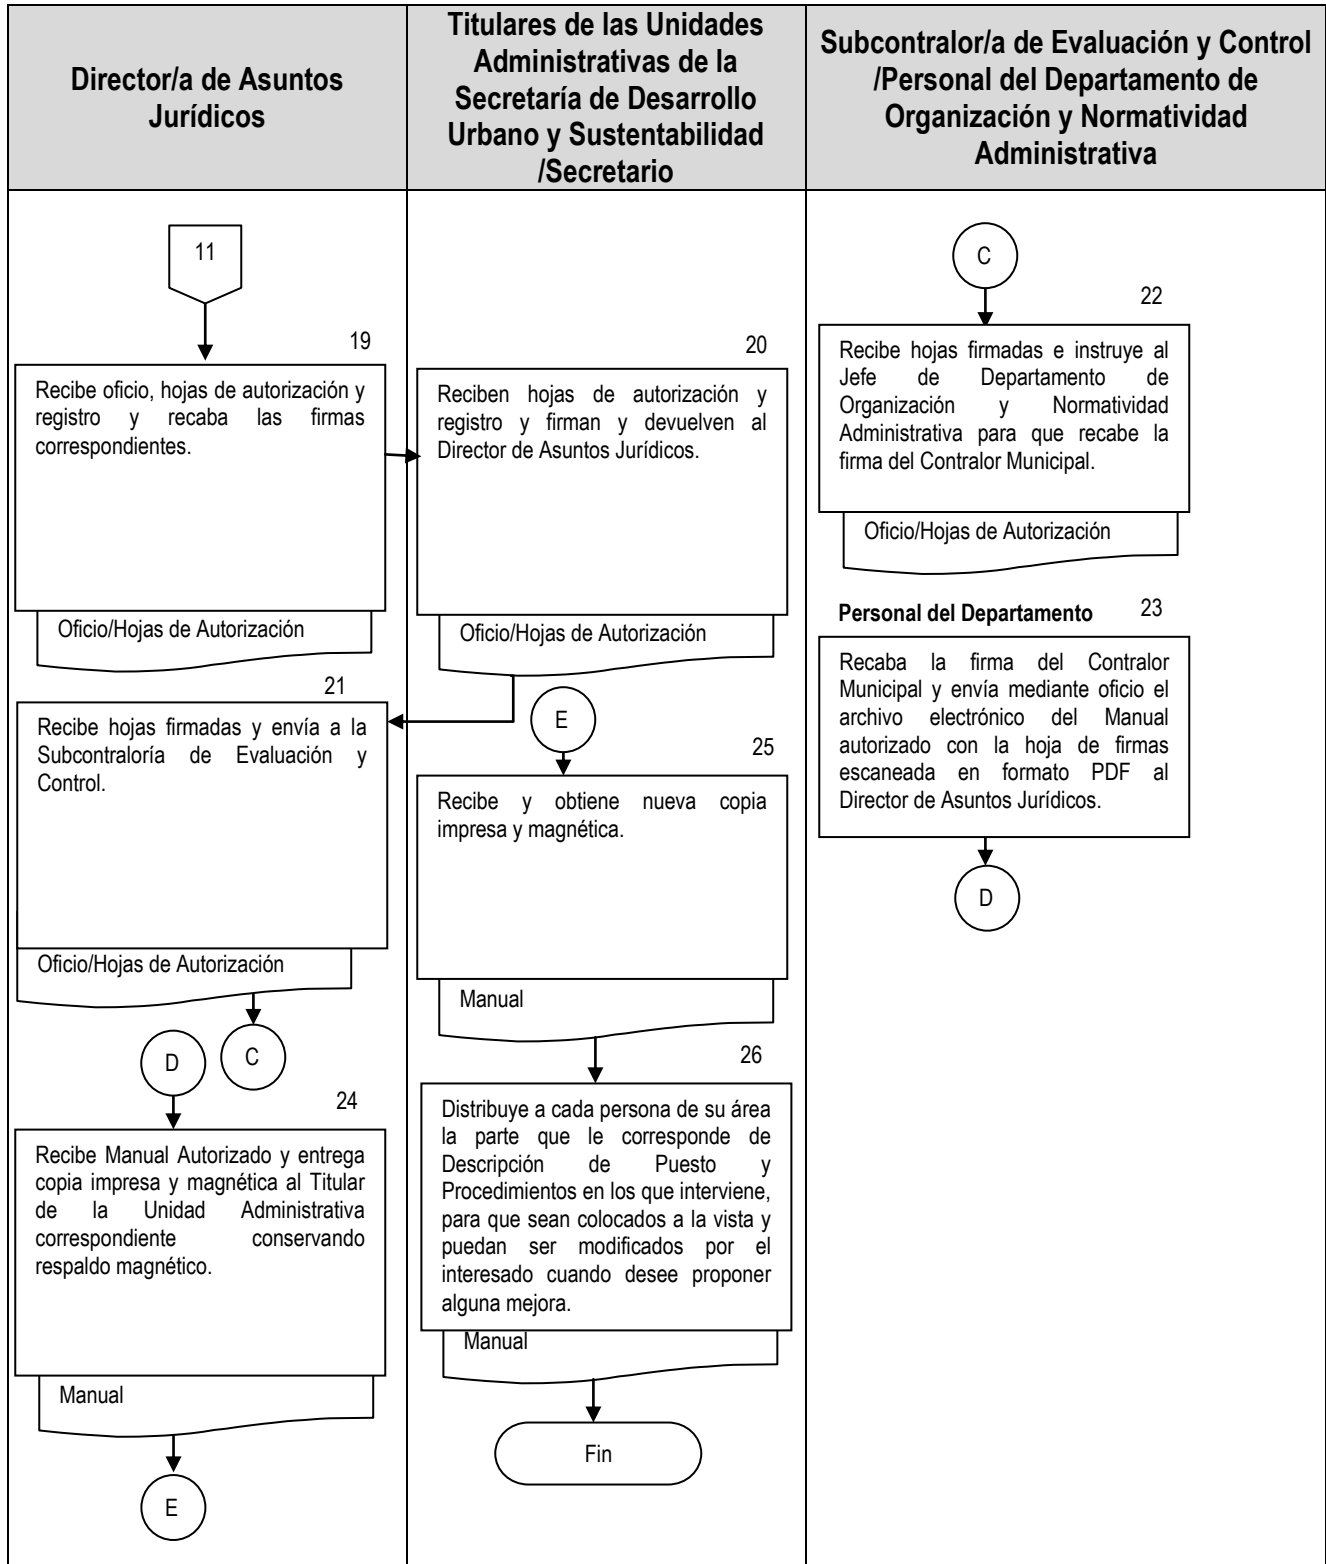 Director/a de Asuntos
Jurídicos
Titulares de las Unidades
Administrativas de la
Secretaría de Desarrollo
Urbano y Sustentabilidad
/Secretario
Subcontralor/a de Evaluación y Control
/Personal del Departamento de
Organización y Normatividad
Administrativa
11
19
Recibe oficio, hojas de autorización y
registro y recaba las firmas
correspondientes.
Oficio/Hojas de Autorización
21
Recibe hojas firmadas y envía a la
Subcontraloría de Evaluación y
Control.
Oficio/Hojas de Autorización
D
C
24
Recibe Manual Autorizado y entrega
copia impresa y magnética al Titular
de la Unidad Administrativa
correspondiente conservando
respaldo magnético.
Manual
E
20
Reciben hojas de autorización y
registro y firman y devuelven al
Director de Asuntos Jurídicos.
Oficio/Hojas de Autorización
E
25
Recibe y obtiene nueva copia
impresa y magnética.
Manual
26
Distribuye a cada persona de su área
la parte que le corresponde de
Descripción de Puesto y
Procedimientos en los que interviene,
para que sean colocados a la vista y
puedan ser modificados por el
interesado cuando desee proponer
alguna mejora.
Manual
Fin
C
22
Recibe hojas firmadas e instruye al
Jefe de Departamento de
Organización y Normatividad
Administrativa para que recabe la
firma del Contralor Municipal.
Oficio/Hojas de Autorización
Personal del Departamento 23
Recaba la firma del Contralor
Municipal y envía mediante oficio el
archivo electrónico del Manual
autorizado con la hoja de firmas
escaneada en formato PDF al
Director de Asuntos Jurídicos.
D